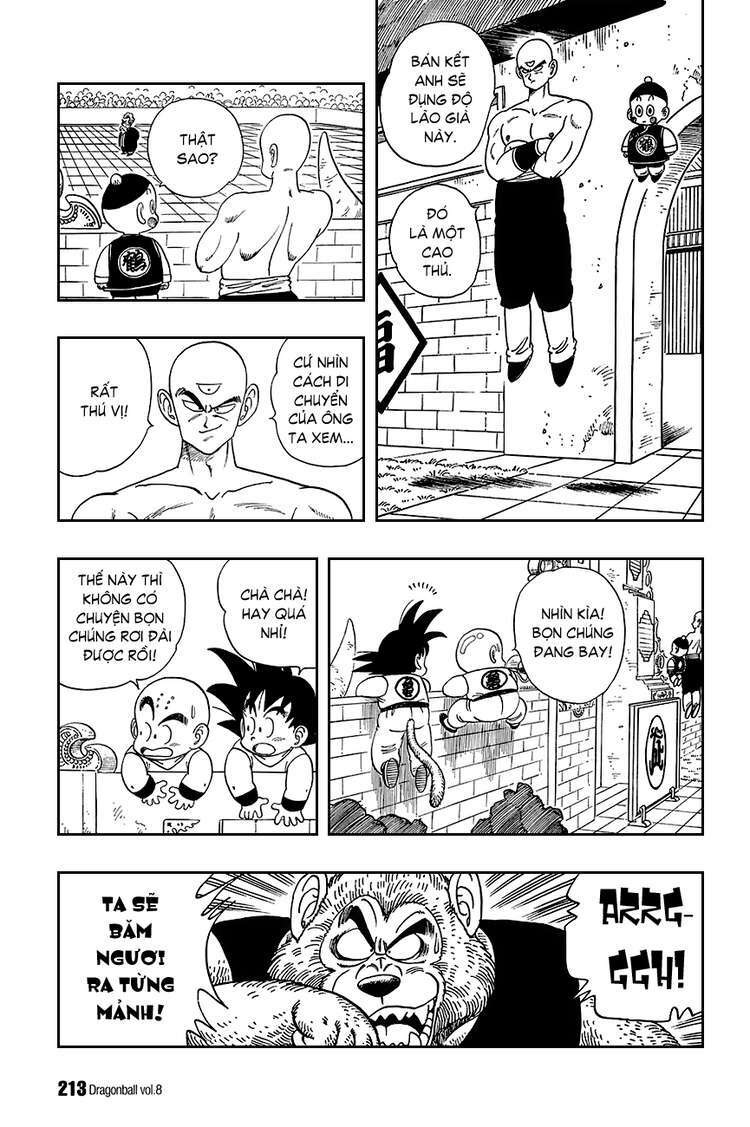 BÁN KẾT
ANH SẼ
ĐỤNG ĐỘ
LÃO GIÀ
NÀY.
ĐÓ
LÀ MỘT
CAO
THỦ.
THẬT
SAO?
鶴
CỨ NHÌN
CÁCH DI
CHUYỂN
CỦA ÔNG
TA XEM...
RẤT
THÚ VỊ!
NHÌN KÌA!
BỌN CHÚNG
ĐANG BAY!
CHÀ CHÀ!
HAY QUÁ
NHỈ!
THẾ NÀY THÌ
KHÔNG CÓ
CHUYỆN BỌN
CHÚNG RƠI ĐÀI
ĐƯỢC RỒI!
ARRG-
GGH!
TA SẼ
BĂM
NGƯƠI
RA TỪNG
MẢNH!
213 Dragonball vol.8